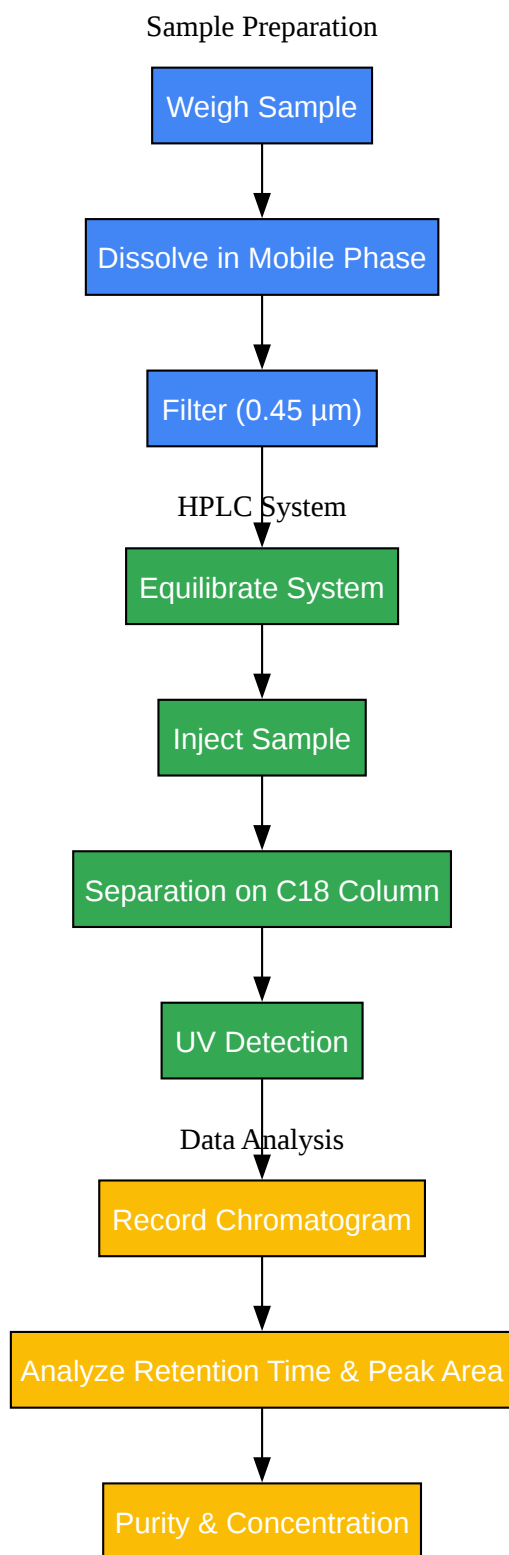 Sample Preparation
Weigh Sample
Dissolve in Mobile Phase
Filter (0.45 µm)
HPLC System
Equilibrate System
Inject Sample
Separation on C18 Column
UV Detection
Data Analysis
Record Chromatogram
Analyze Retention Time & Peak Area
Purity & Concentration